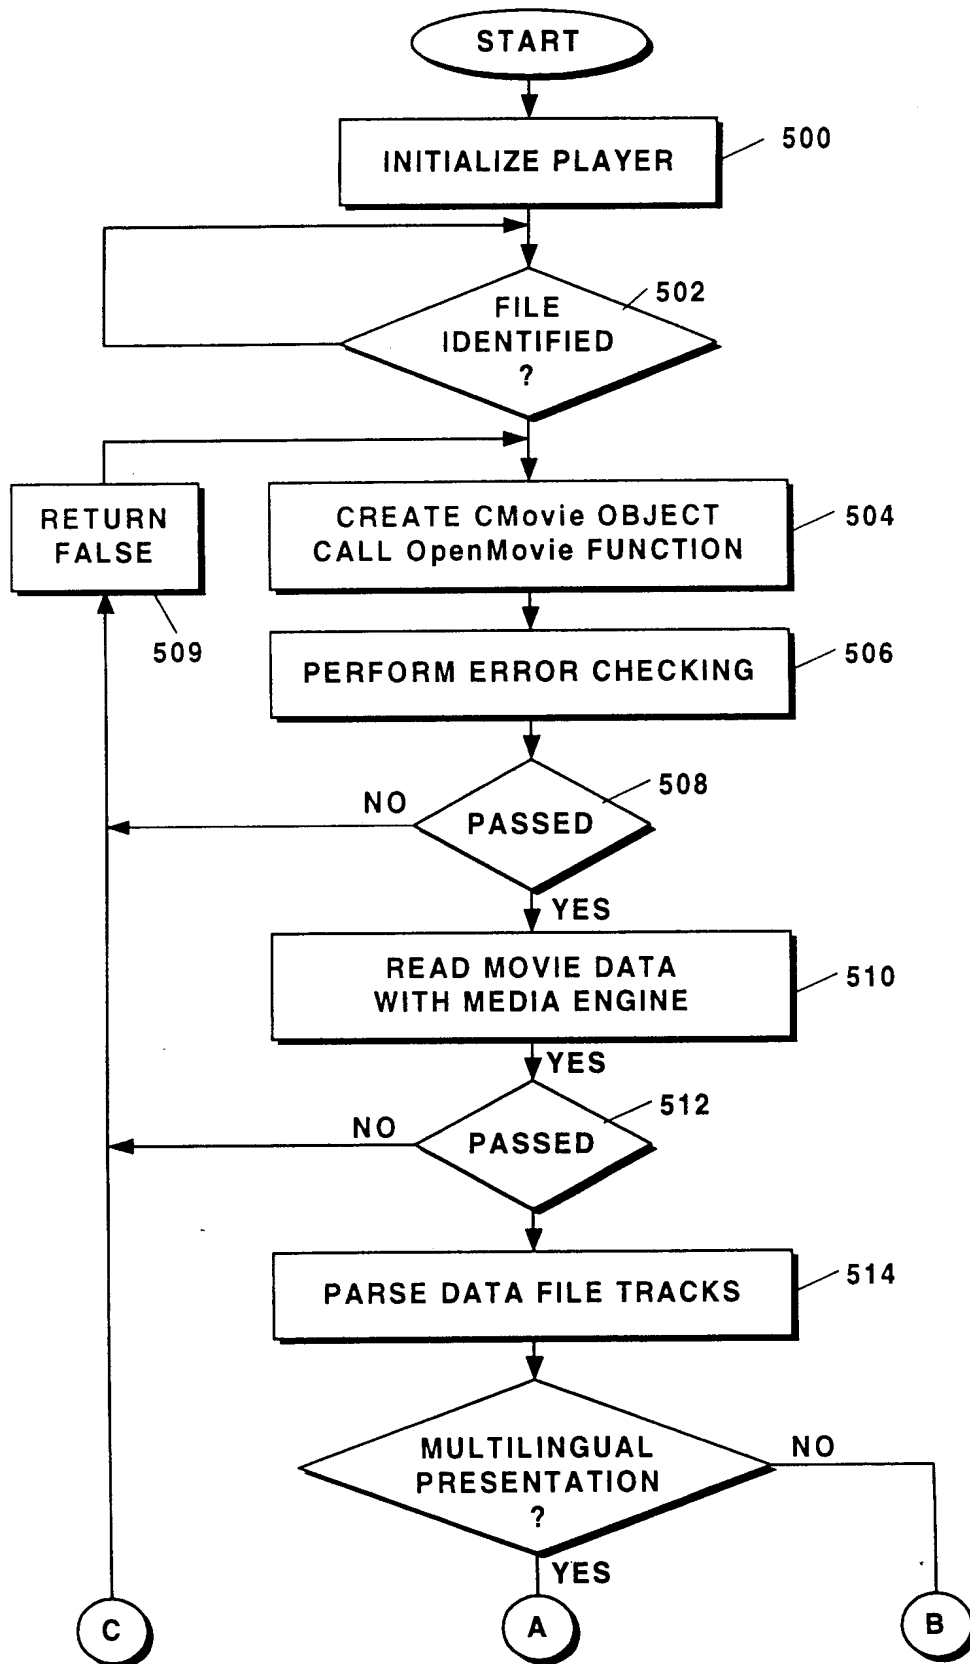 START
INITIALIZE PLAYER
500
FILE
IDENTIFIED
?
502
CREATE CMovie OBJECT
CALL OpenMovie FUNCTION
504
RETURN
FALSE
509
PERFORM ERROR CHECKING
506
PASSED
508
NO
YES
READ MOVIE DATA
WITH MEDIA ENGINE
510
YES
PASSED
512
NO
PARSE DATA FILE TRACKS
514
MULTILINGUAL
PRESENTATION
?
NO
YES
C
A
B